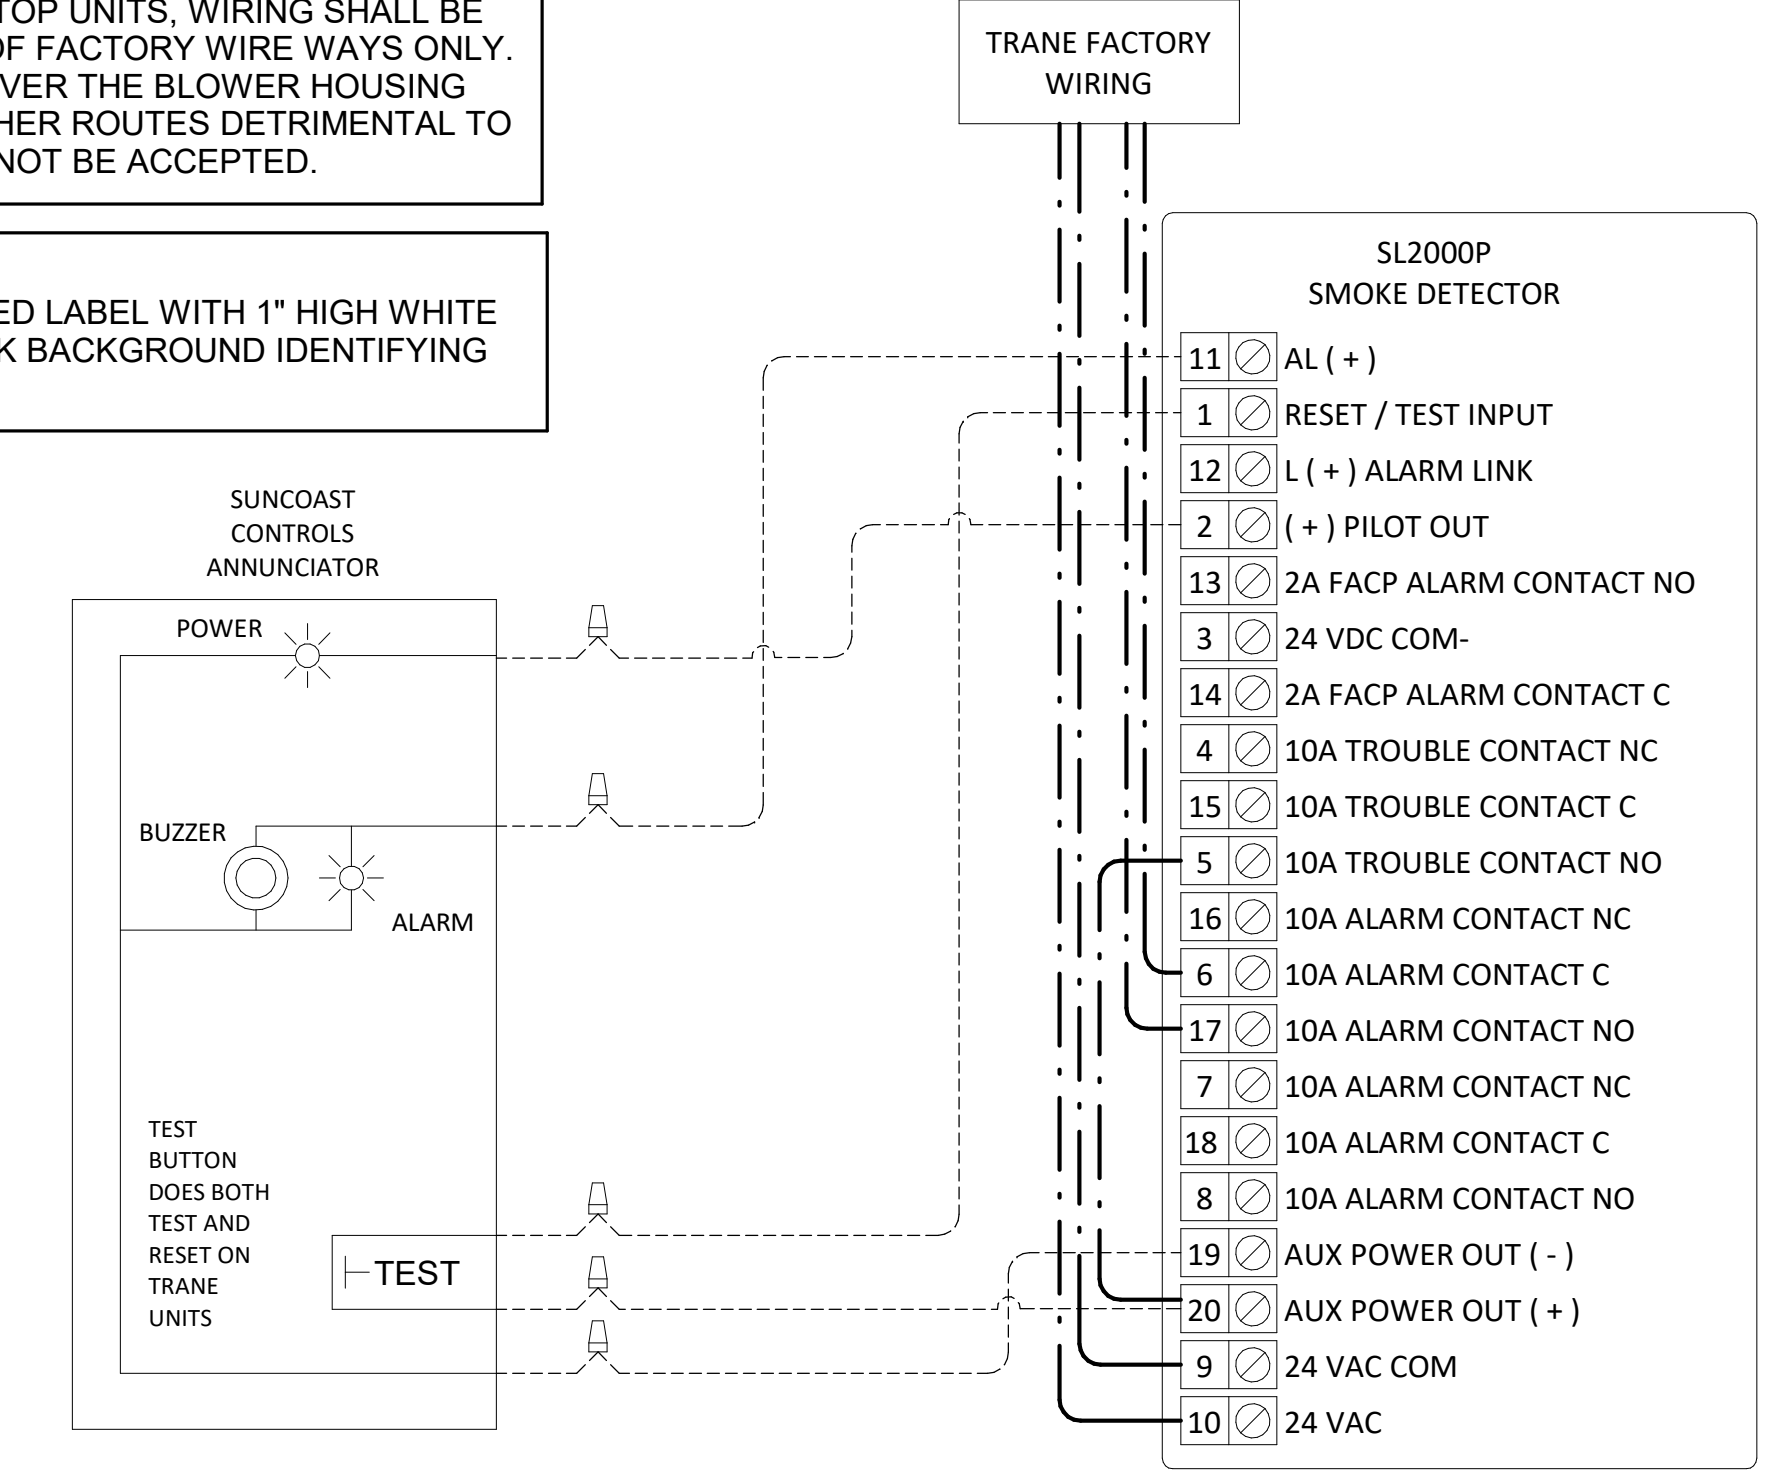 TOP UNITS, WIRING SHALL BE
OF FACTORY WIRE WAYS ONLY.
VER THE BLOWER HOUSING
HER ROUTES DETRIMENTAL TO
NOT BE ACCEPTED.
ED LABEL WITH 1" HIGH WHITE
K BACKGROUND IDENTIFYING
TRANE FACTORY
WIRING
SL2000P
SMOKE DETECTOR
11 AL ( + )
1 RESET / TEST INPUT
12 L ( + ) ALARM LINK
2 ( + ) PILOT OUT
13 2A FACP ALARM CONTACT NO
3 24 VDC COM-
14 2A FACP ALARM CONTACT C
4 10A TROUBLE CONTACT NC
15 10A TROUBLE CONTACT C
5 10A TROUBLE CONTACT NO
16 10A ALARM CONTACT NC
6 10A ALARM CONTACT C
17 10A ALARM CONTACT NO
7 10A ALARM CONTACT NC
18 10A ALARM CONTACT C
8 10A ALARM CONTACT NO
19 AUX POWER OUT ( - )
20 AUX POWER OUT ( + )
9 24 VAC COM
10 24 VAC
SUNCOAST
CONTROLS
ANNUNCIATOR
POWER
BUZZER
ALARM
TEST
BUTTON
DOES BOTH
TEST AND
RESET ON
TRANE
UNITS
TEST